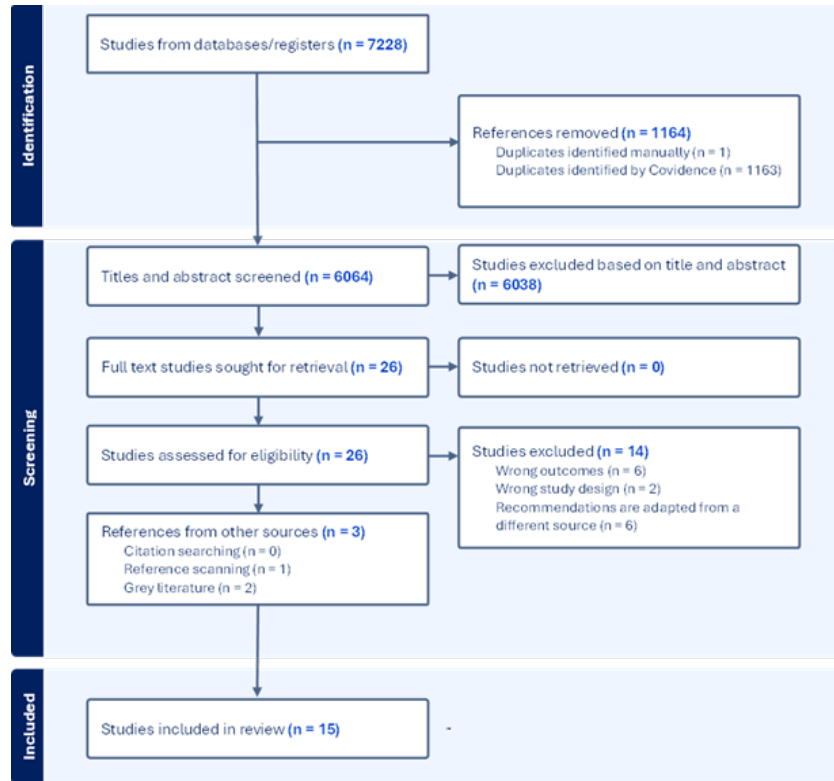 Identification
Studies from databases/registers (n = 7228)
References removed (n = 1164)
Duplicates identified manually (n = 1)
Duplicates identified by Covidence (n = 1163)
Screening
Titles and abstract screened (n = 6064)
Studies excluded based on title and abstract
(n = 6038)
Full text studies sought for retrieval (n = 26)
Studies not retrieved (n = 0)
Studies assessed for eligibility (n = 26)
Studies excluded (n = 14)
Wrong outcomes (n = 6)
Wrong study design (n = 2)
Recommendations are adapted from a
different source (n = 6)
References from other sources (n = 3)
Citation searching (n = 0)
Reference scanning (n = 1)
Grey literature (n = 2)
Included
Studies included in review (n = 15)
-